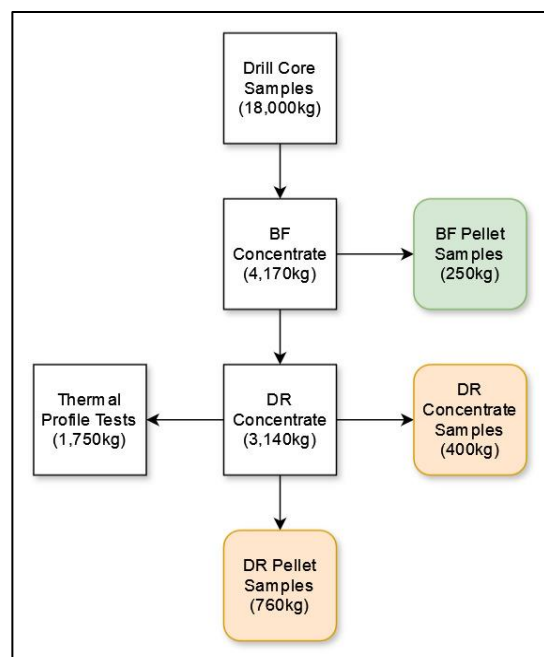 Drill Core
Samples
(18,000kg)
BF
Concentrate
(4,170kg)
BF Pellet
Samples
(250kg)
Thermal
Profile Tests
(1,750kg)
DR
Concentrate
(3,140kg)
DR
Concentrate
Samples
(400kg)
DR Pellet
Samples
(760kg)